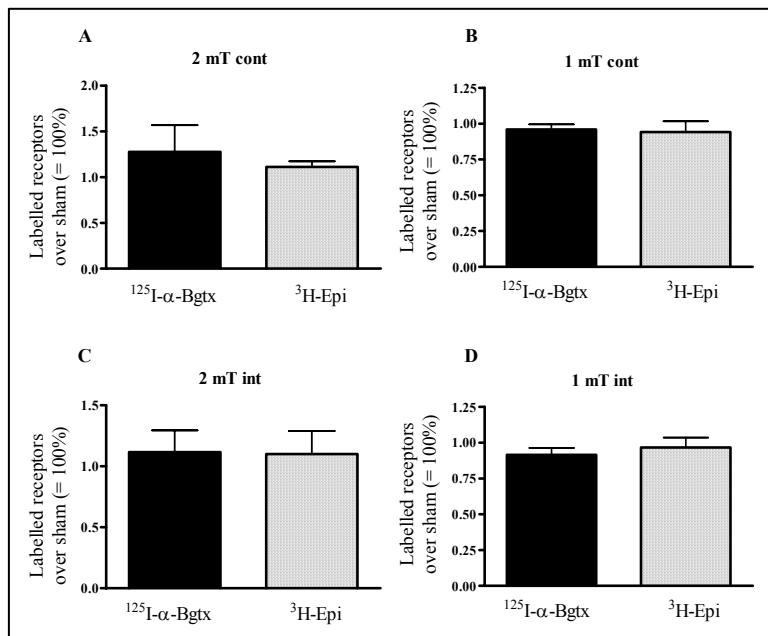 A
2 mT cont
Labelled receptors
over sham (= 100%)
2.0
1.5
1.0
0.5
0.0
¹²⁵I-α-Bgtx
³H-Epi
B
1 mT cont
Labelled receptors
over sham (= 100%)
1.25
1.00
0.75
0.50
0.25
0.00
¹²⁵I-α-Bgtx
³H-Epi
C
2 mT int
Labelled receptors
over sham (= 100%)
1.5
1.0
0.5
0.0
¹²⁵I-α-Bgtx
³H-Epi
D
1 mT int
Labelled receptors
over sham (= 100%)
1.25
1.00
0.75
0.50
0.25
0.00
¹²⁵I-α-Bgtx
³H-Epi